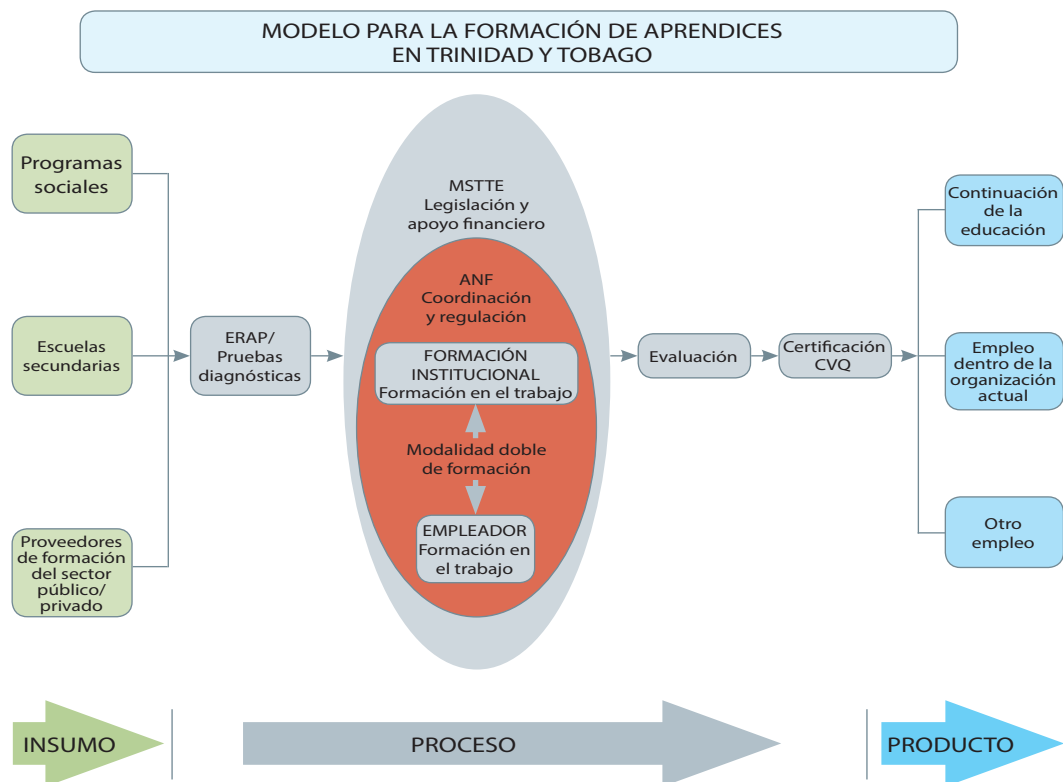 MODELO PARA LA FORMACIÓN DE APRENDICES
EN TRINIDAD Y TOBAGO
Programas
sociales
Escuelas
secundarias
Proveedores
de formación
del sector
público/
privado
ERAP/
Pruebas
diagnósticas
MSTTE
Legislación y
apoyo financiero
ANF
Coordinación
y regulación
FORMACIÓN
INSTITUCIONAL
Formación en el trabajo
Modalidad doble
de formación
EMPLEADOR
Formación en
el trabajo
Evaluación
Certificación
CVQ
Continuación
de la
educación
Empleo
dentro de la
organización
actual
Otro
empleo
INSUMO
PROCESO
PRODUCTO